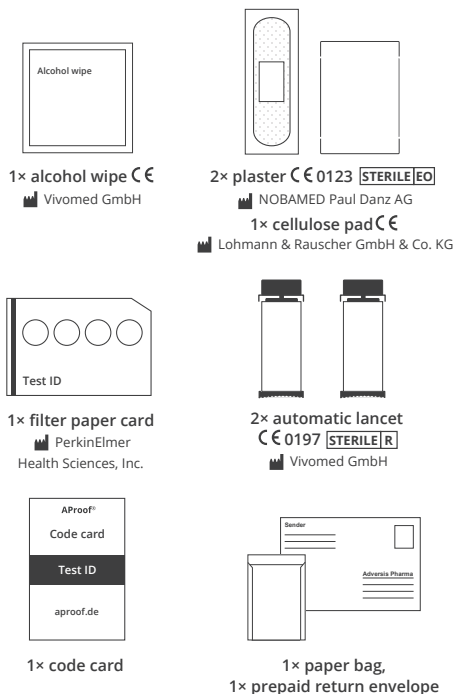 Alcohol wipe
1× alcohol wipe CE
Vivomed GmbH
2× plaster CE 0123 STERILE EO
NOBAMED Paul Danz AG
1× cellulose pad CE
Lohmann & Rauscher GmbH & Co. KG
Test ID
1× filter paper card
PerkinElmer
Health Sciences, Inc.
2× automatic lancet
CE 0197 STERILE R
Vivomed GmbH
AProof®
Code card
Test ID
aproof.de
1× code card
Sender
Adversis Pharma
1× paper bag,
1× prepaid return envelope